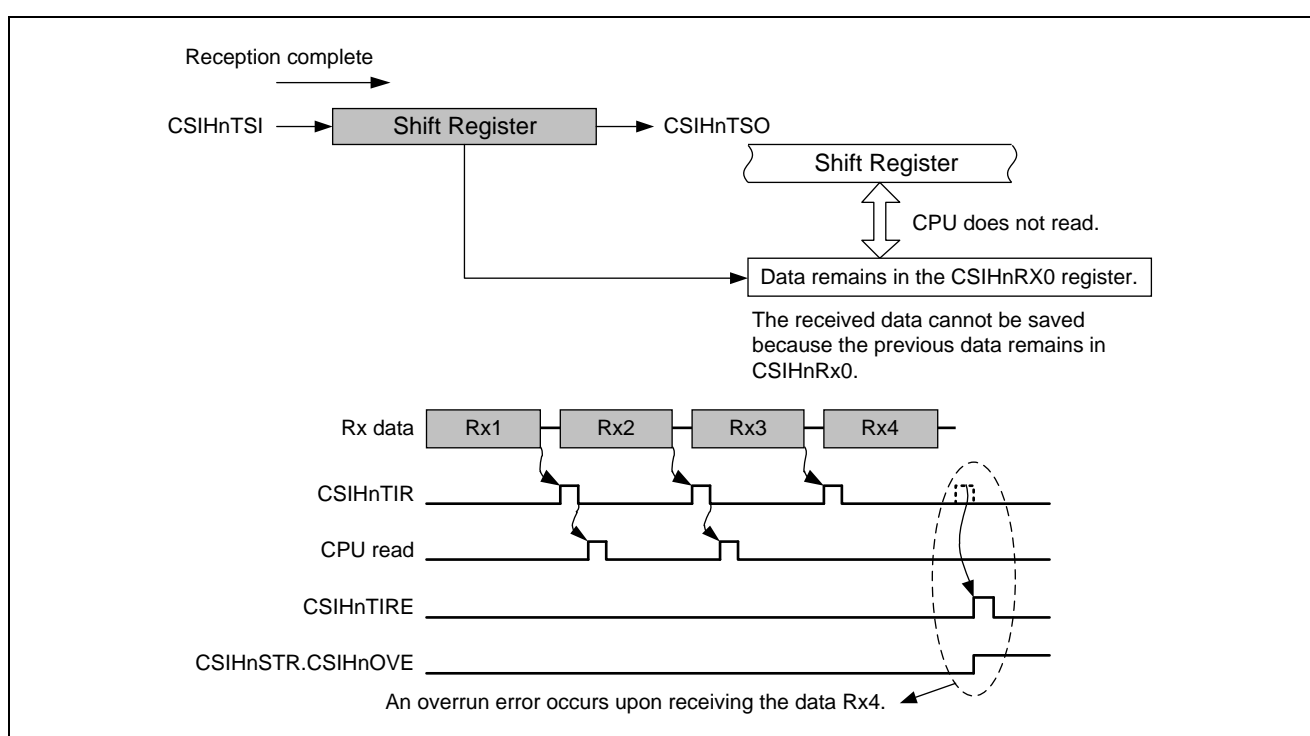 Reception complete
CSIHnTSI
Shift Register
CSIHnTSO
Shift Register
CPU does not read.
Data remains in the CSIHnRX0 register.
The received data cannot be saved
because the previous data remains in
CSIHnRx0.
Rx data
Rx1
Rx2
Rx3
Rx4
CSIHnTIR
CPU read
CSIHnTIRE
CSIHnSTR.CSIHnOVE
An overrun error occurs upon receiving the data Rx4.